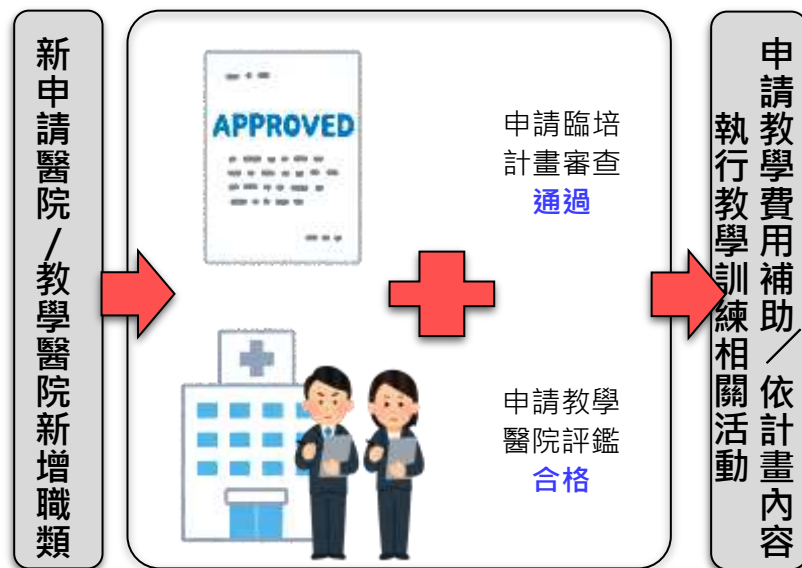 新申請醫院/教學醫院新增職類
APPROVED
申請臨培
計畫審查
通過
申請教學
醫院評鑑
合格
申請教學費用補助／依計畫內容
執行教學訓練相關活動